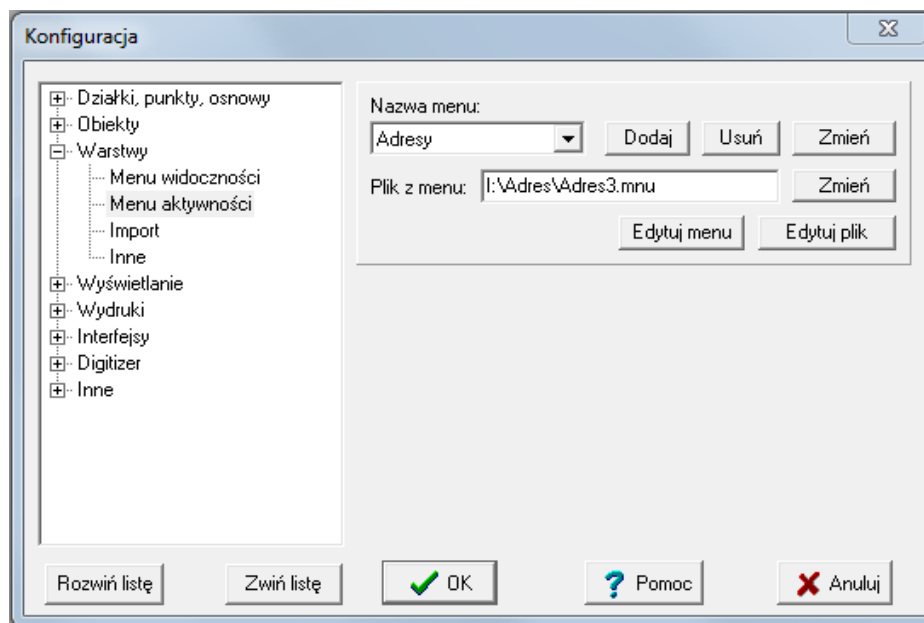 Konfiguracja
Działki, punkty, osnowy
Obiekty
Warstwy
Menu widoczności
Menu aktywności
Import
Inne
Wyświetlanie
Wydruki
Interfejsy
Digitizer
Inne
Nazwa menu:
Adresy Dodaj Usuń Zmień
Plik z menu: I:\Adres\Adres3.mnu Zmień
Edytuj menu Edytuj plik
Rozwiń listę Zwiń listę OK Pomoc Anuluj